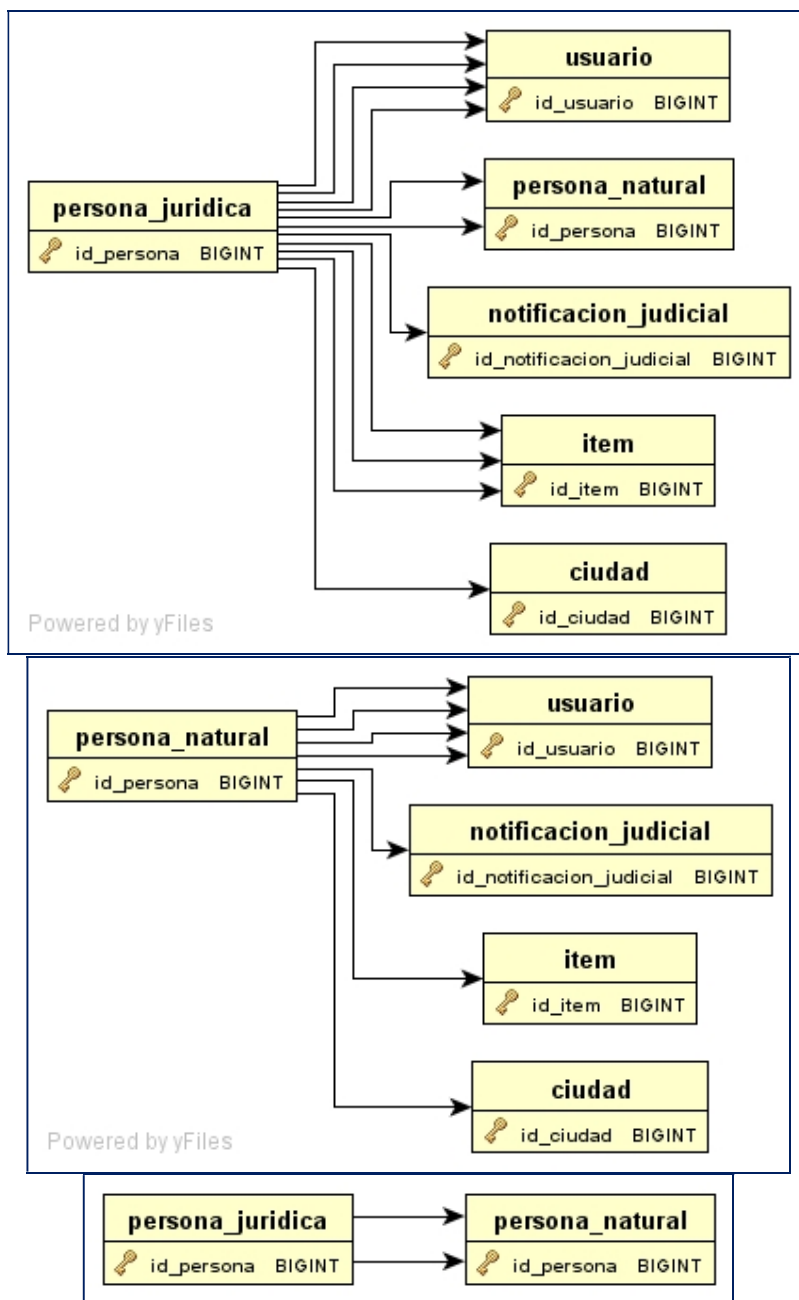 usuario
id_usuario BIGINT
persona_natural
id_persona BIGINT
persona_juridica
id_persona BIGINT
notificacion_judicial
id_notificacion_judicial BIGINT
item
id_item BIGINT
ciudad
id_ciudad BIGINT
Powered by yFiles
usuario
id_usuario BIGINT
persona_natural
id_persona BIGINT
notificacion_judicial
id_notificacion_judicial BIGINT
item
id_item BIGINT
ciudad
id_ciudad BIGINT
Powered by yFiles
persona_juridica
id_persona BIGINT
persona_natural
id_persona BIGINT